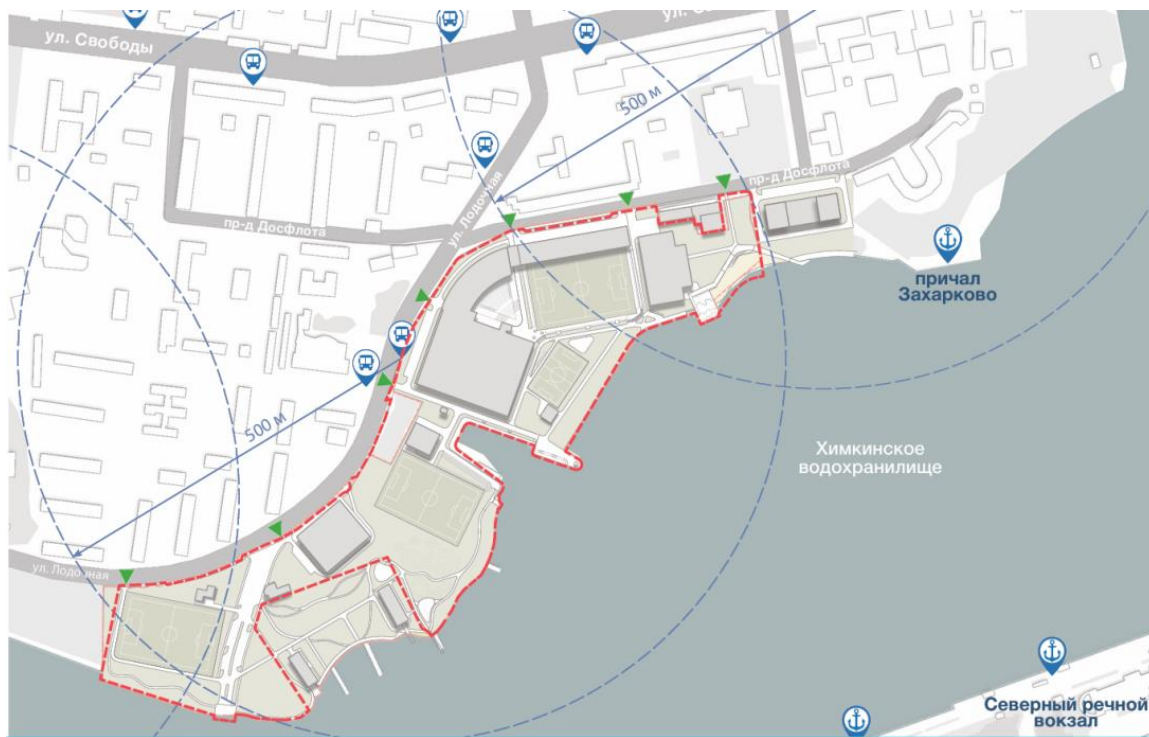 ул. Свободы
500 м
пр-д Досфлота
ул. Лодочная
пр-д Досфлота
причал
Захарково
500 м
Химкинское
водохранилище
ул. Лодочная
Северный речной
вокзал